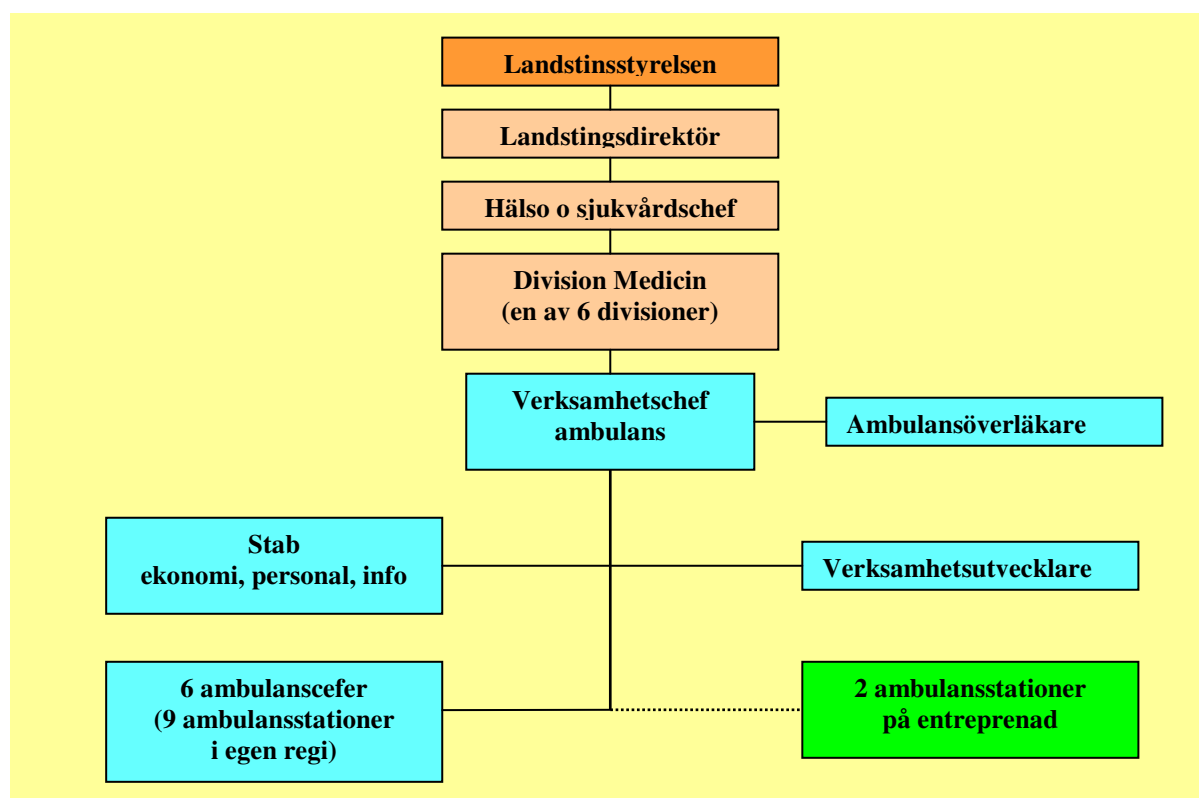 Landstinsstyrelsen
Landstingsdirektör
Hälso o sjukvårdschef
Division Medicin
(en av 6 divisioner)
Verksamhetschef
ambulans
Ambulansöverläkare
Stab
ekonomi, personal, info
Verksamhetsutvecklare
6 ambulanscefer
(9 ambulansstationer
i egen regi)
2 ambulansstationer
på entreprenad